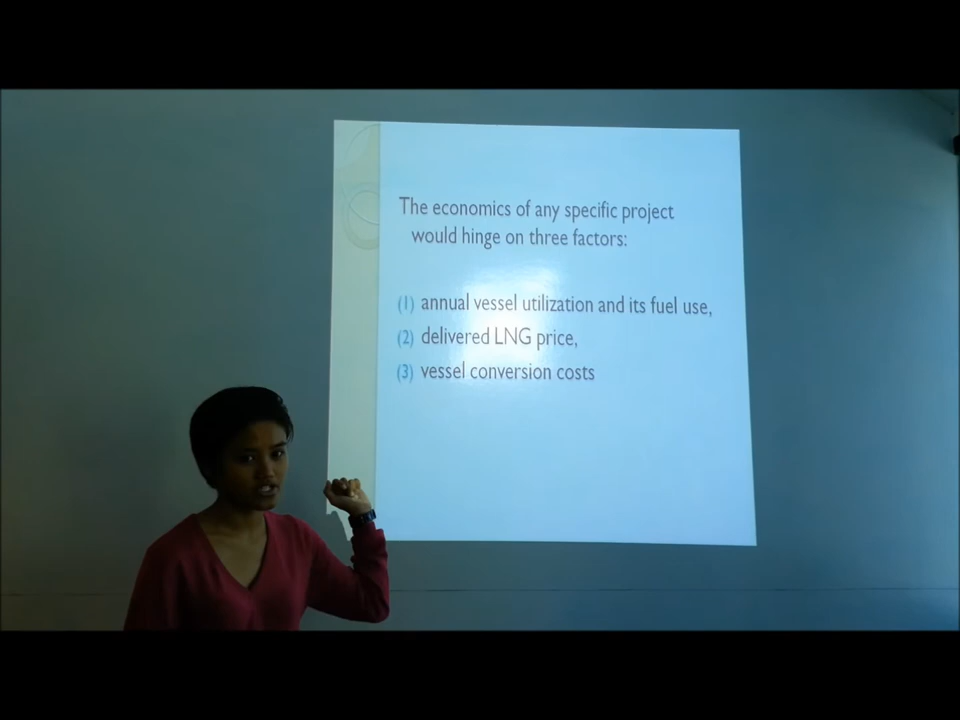 The economics of any specific project
would hinge on three factors:
(1) annual vessel utilization and its fuel use,
(2) delivered LNG price,
(3) vessel conversion costs